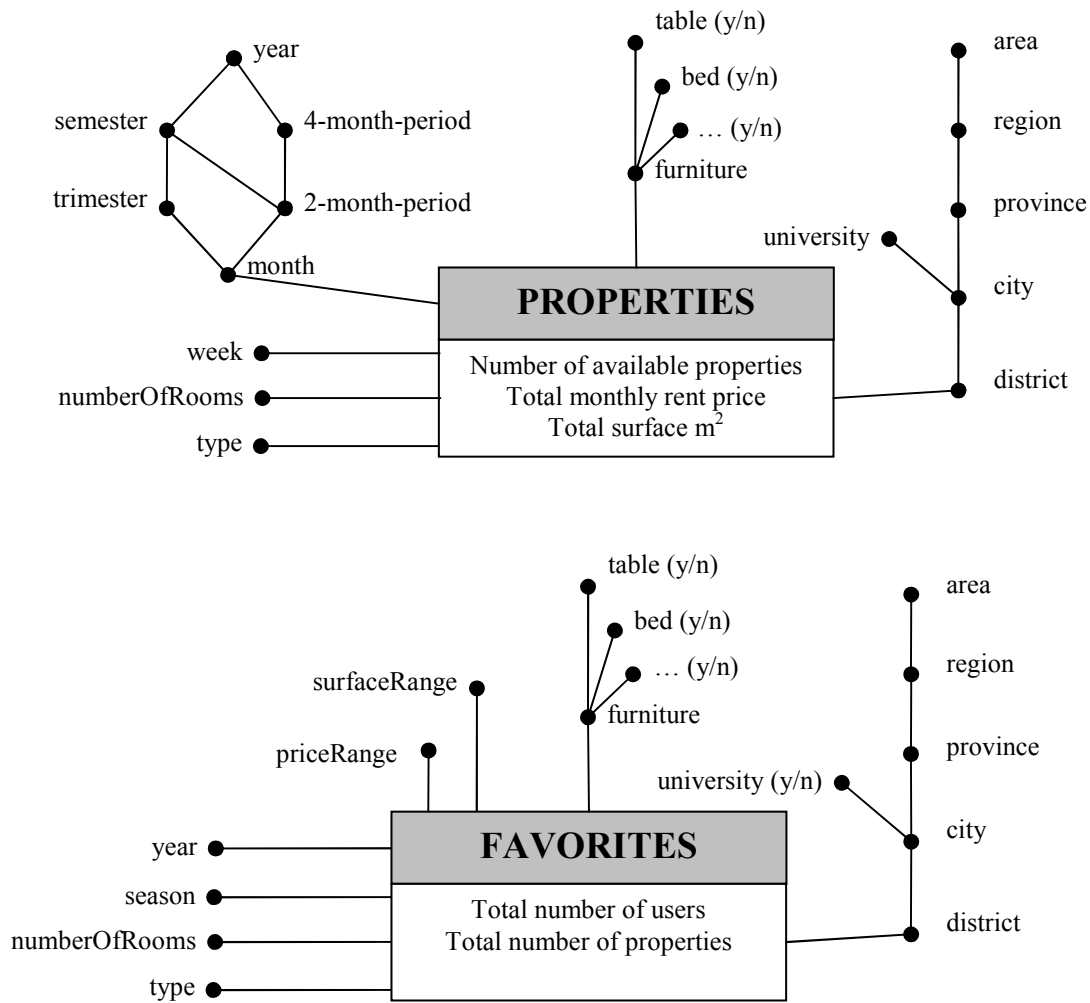 table (y/n)
year
area
bed (y/n)
semester
4-month-period
… (y/n)
region
furniture
trimester
2-month-period
province
university
month
city
PROPERTIES
week
Number of available properties
district
numberOfRooms
Total monthly rent price
type
Total surface m²
table (y/n)
area
bed (y/n)
… (y/n)
region
surfaceRange
furniture
priceRange
province
university (y/n)
city
year
FAVORITES
season
Total number of users
district
numberOfRooms
Total number of properties
type